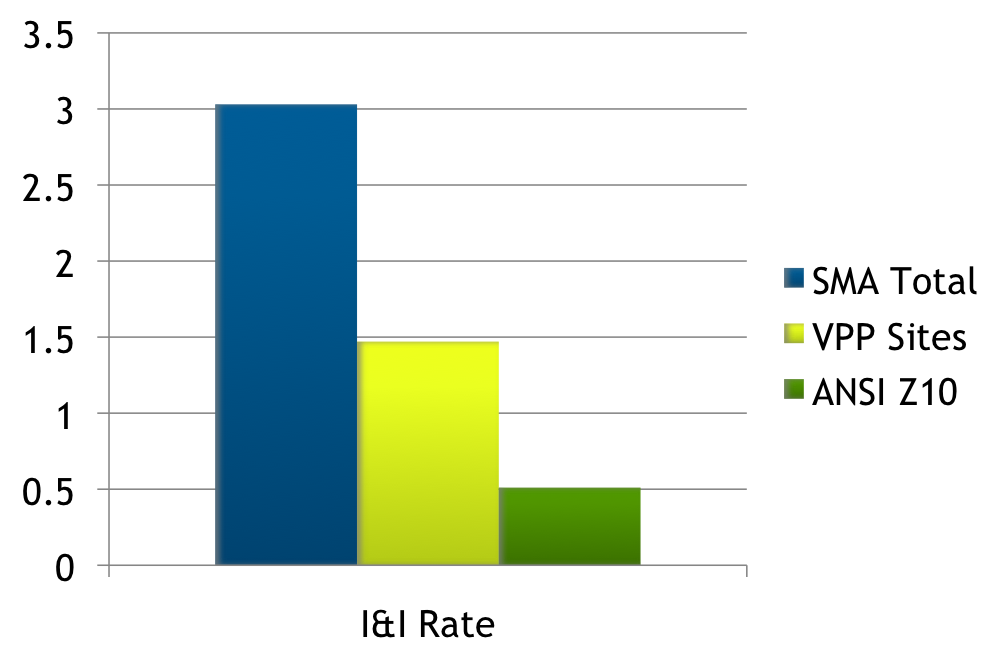 3.5
3
2.5
2
1.5
1
0.5
0
I&I Rate
SMA Total
VPP Sites
ANSI Z10